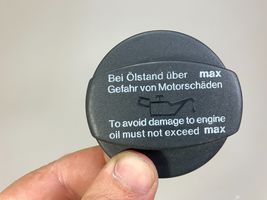 Bei Ölstand über max
Gefahr von Motorschäden
To avoid damage to engine
oil must not exceed max